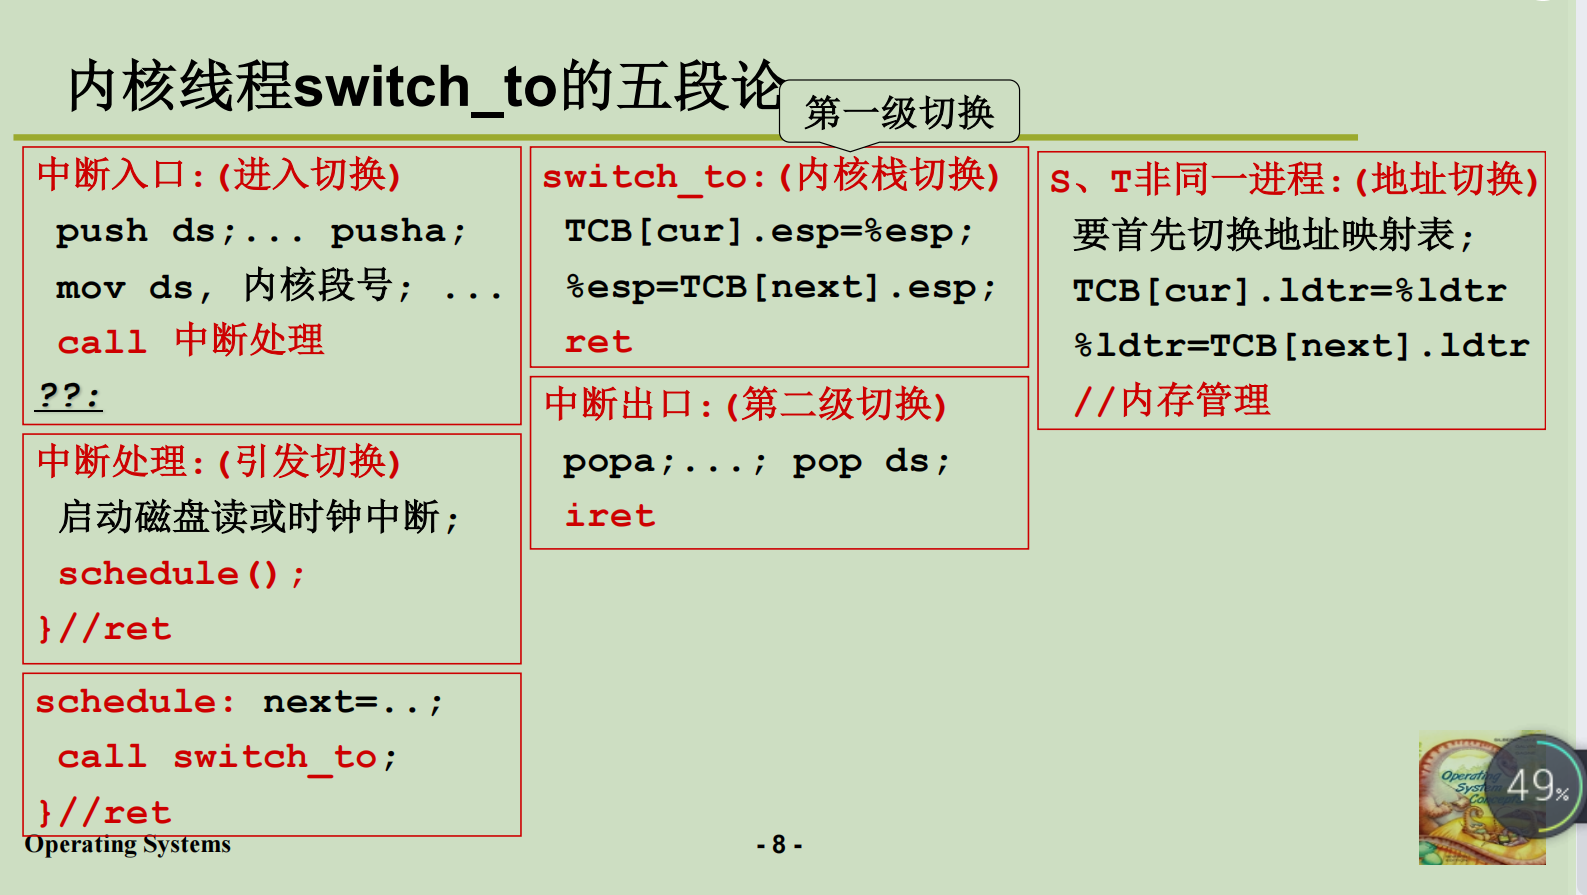 内核线程switch_to的五段论
第一级切换
中断入口:(进入切换)
push ds;... pusha;
mov ds, 内核段号; ...
call 中断处理
??:
中断处理:(引发切换)
启动磁盘读或时钟中断;
schedule();
}//ret
schedule: next=..;
call switch_to;
}//ret
switch_to:(内核栈切换)
TCB[cur].esp=%esp;
%esp=TCB[next].esp;
ret
中断出口:(第二级切换)
popa;...; pop ds;
iret
S、T非同一进程:(地址切换)
要首先切换地址映射表;
TCB[cur].ldtr=%ldtr
%ldtr=TCB[next].ldtr
//内存管理
Operating Systems
- 8 -
Operating
System
49%